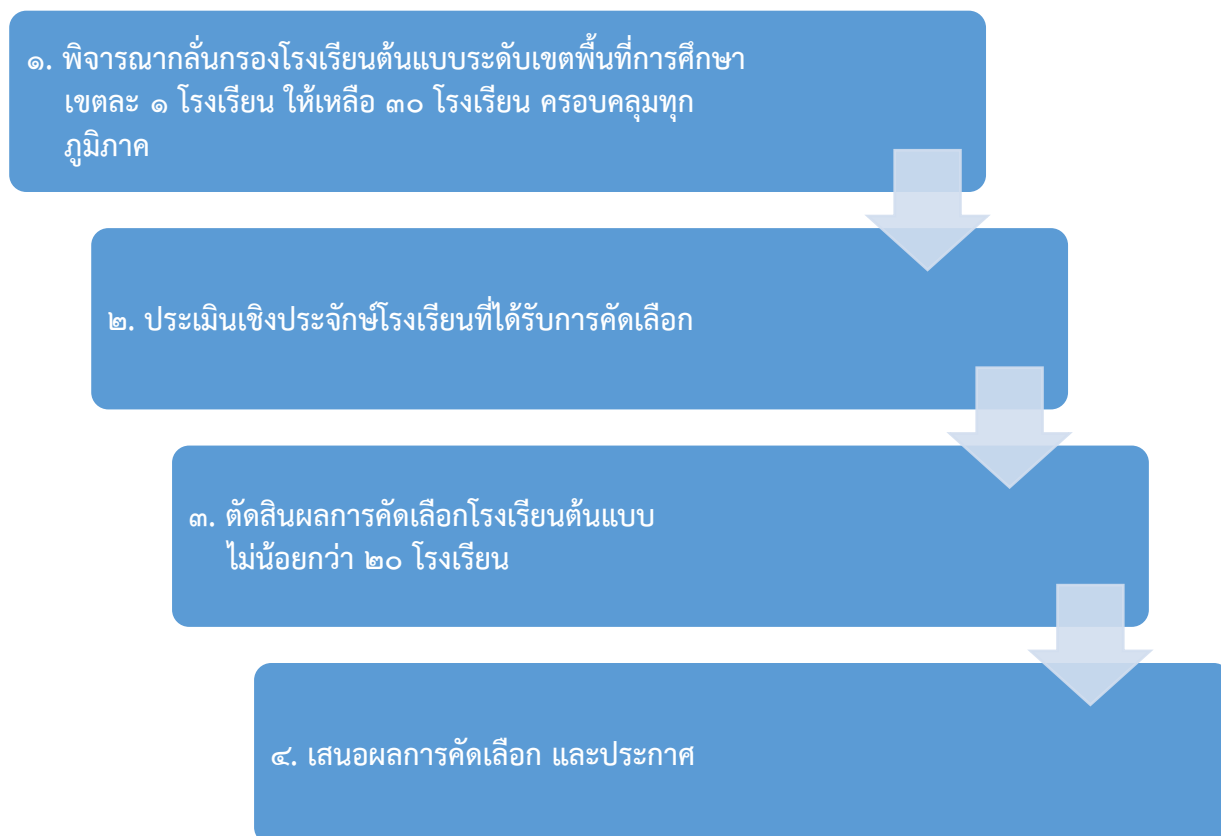 ๑. พิจารณากลั่นกรองโรงเรียนต้นแบบระดับเขตพื้นที่การศึกษา
เขตละ ๑ โรงเรียน ให้เหลือ ๓๐ โรงเรียน ครอบคลุมทุก
ภูมิภาค
๒. ประเมินเชิงประจักษ์โรงเรียนที่ได้รับการคัดเลือก
๓. ตัดสินผลการคัดเลือกโรงเรียนต้นแบบ
ไม่น้อยกว่า ๒๐ โรงเรียน
๔. เสนอผลการคัดเลือก และประกาศ